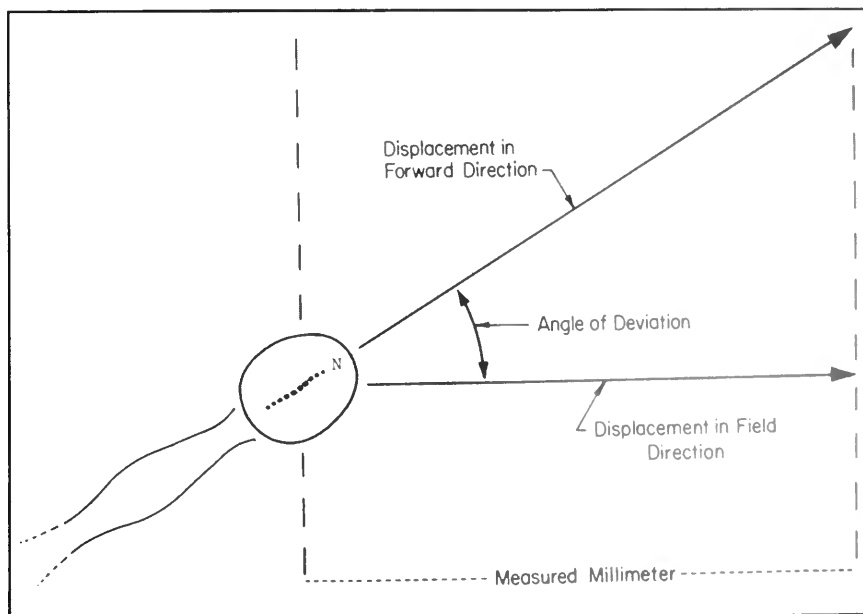 Displacement in
Forward Direction
Angle of Deviation
N
Displacement in Field
Direction
Measured Millimeter